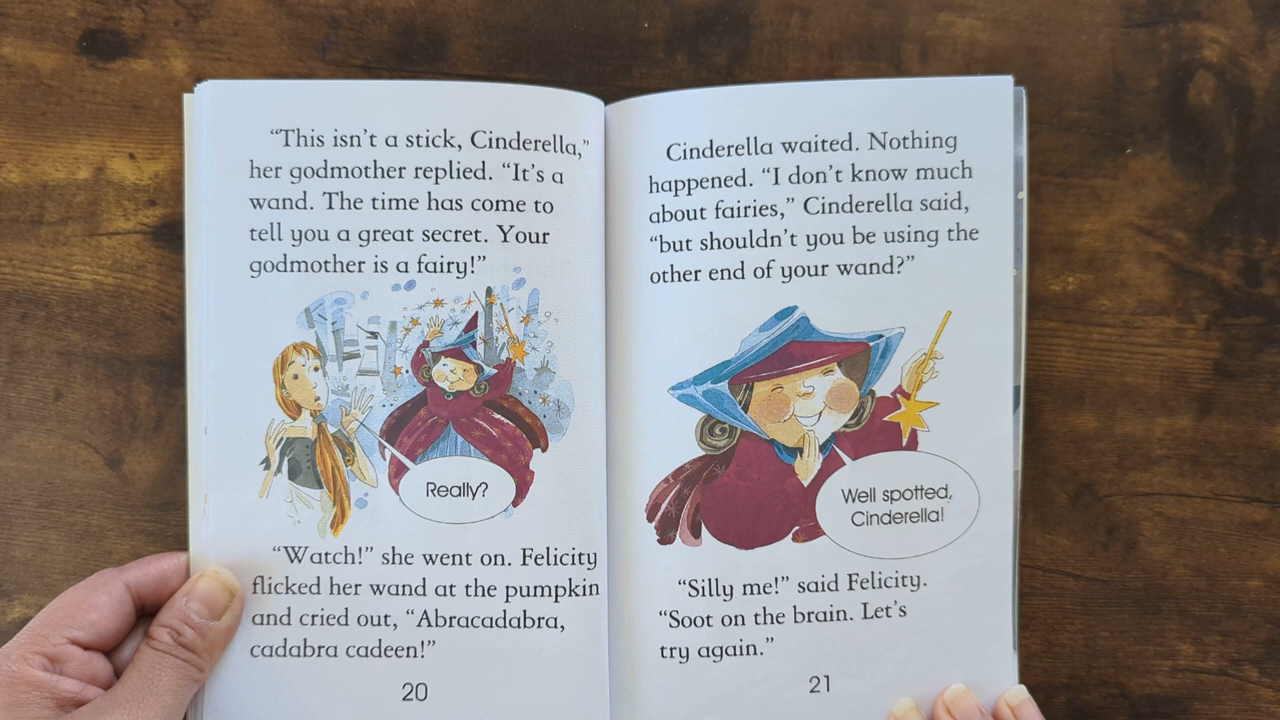 “This isn’t a stick, Cinderella,”
her godmother replied. “It’s a
wand. The time has come to
tell you a great secret. Your
godmother is a fairy!”
Really?
“Watch!” she went on. Felicity
flicked her wand at the pumpkin
and cried out, “Abracadabra,
cadabra cadeen!”
20
Cinderella waited. Nothing
happened. “I don’t know much
about fairies,” Cinderella said,
“but shouldn’t you be using the
other end of your wand?”
Well spotted,
Cinderella!
“Silly me!” said Felicity.
“Soot on the brain. Let’s
try again.”
21